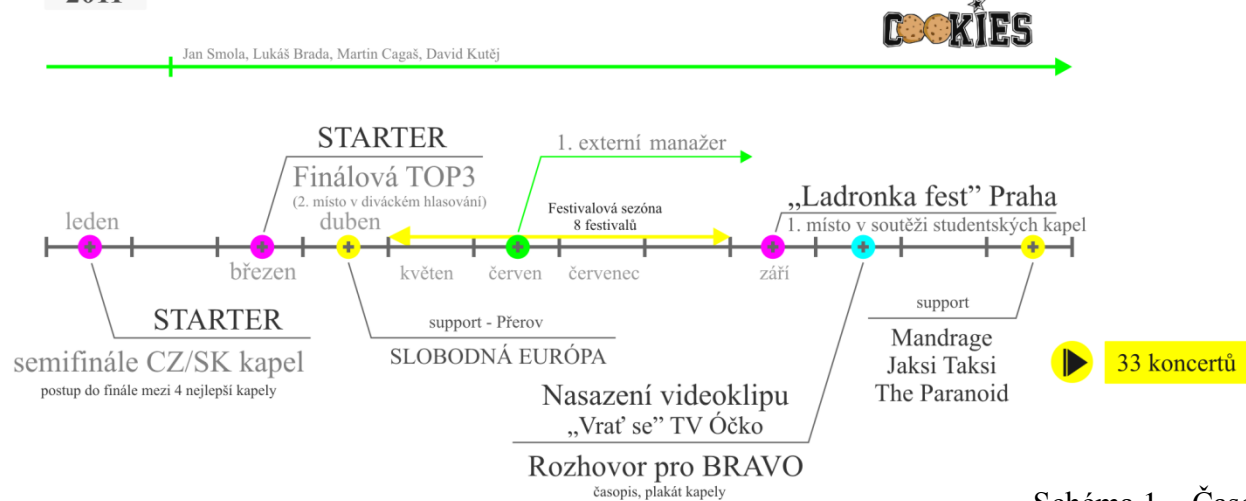 2011
COOKIES
Jan Smola, Lukáš Brada, Martin Cagaš, David Kutěj
STARTER
1. externí manažer
Finálová TOP3
(2. místo v diváckém hlasování)
„Ladronka fest” Praha
1. místo v soutěži studentských kapel
leden
duben
Festivalová sezóna
8 festivalů
březen
květen
červen
červenec
září
STARTER
semifinále CZ/SK kapel
postup do finále mezi 4 nejlepší kapely
support - Přerov
SLOBODNÁ EURÓPA
support
Mandrage
Jaksi Taksi
The Paranoid
33 koncertů
Nasazení videoklipu
„Vrať se” TV Óčko
Rozhovor pro BRAVO
časopis, plakát kapely